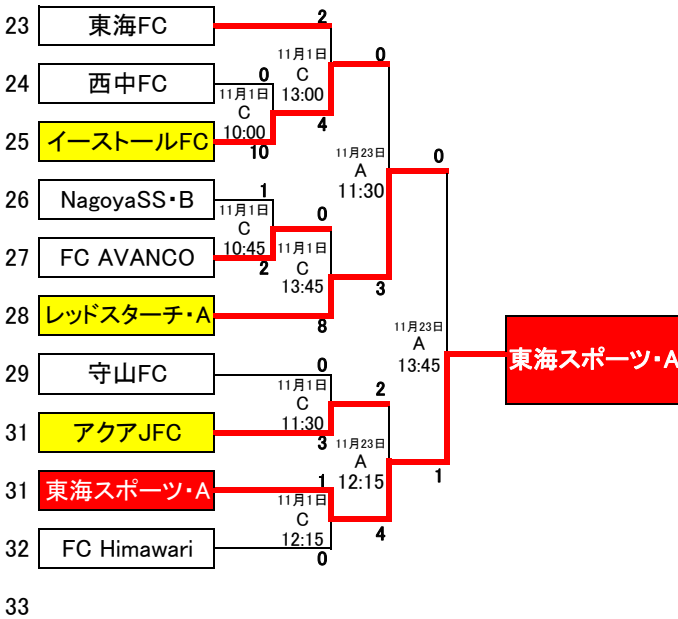 23 東海FC
24 西中FC
25 イーストールFC
26 NagoyaSS・B
27 FC AVANCO
28 レッドスターチ・A
29 守山FC
31 アクアJFC
31 東海スポーツ・A
32 FC Himawari
33
2
11月1日
C
13:00
4
0
11月1日
C
10:00
10
1
11月1日
C
10:45
2
0
11月1日
C
13:45
8
0
11月1日
C
11:30
3
1
11月1日
C
12:15
0
0
11月23日
A
11:30
3
2
11月23日
A
12:15
4
0
11月23日
A
13:45
1
東海スポーツ・A